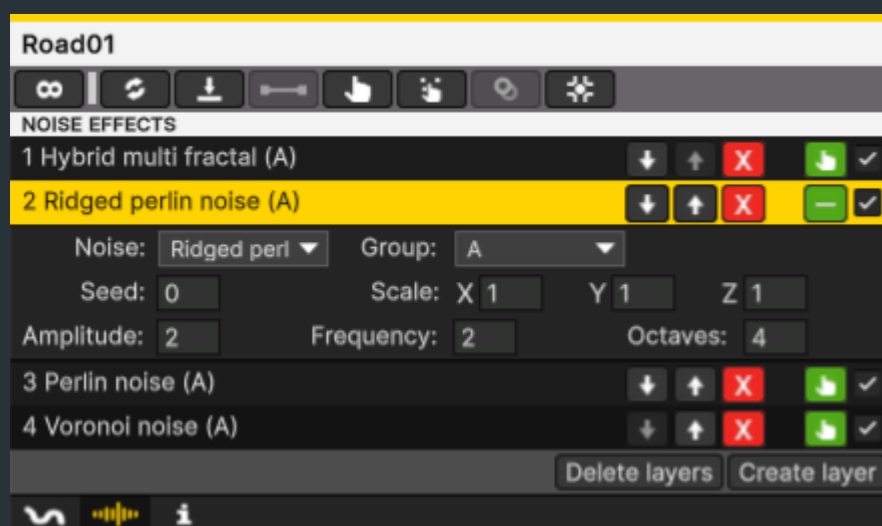 Road01
NOISE EFFECTS
1 Hybrid multi fractal (A) X
2 Ridged perlin noise (A) X
Noise: Ridged perl Group: A
Seed: 0 Scale: X 1 Y 1 Z 1
Amplitude: 2 Frequency: 2 Octaves: 4
3 Perlin noise (A) X
4 Voronoi noise (A) X
Delete layers Create layer